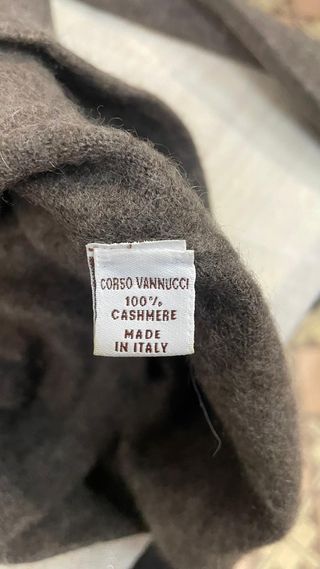 CORSO VANNUCCI
100%
CASHMERE
MADE
IN ITALY